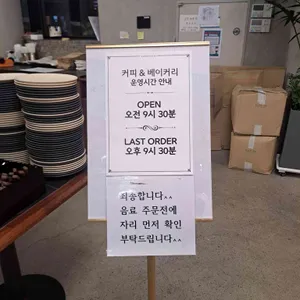 커피 & 베이커리
운영시간 안내
OPEN
오전 9시 30분
LAST ORDER
오후 9시 30분
죄송합니다^^
음료 주문전에
자리 먼저 확인
부탁드립니다^^